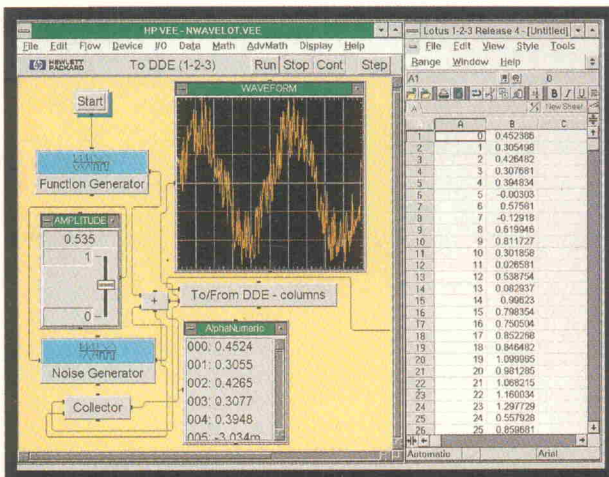 HP VEE - NWAVELOT.VEE
File Edit Flow Device I/O Data Math AdvMath Display Help
HEWLETT PACKARD To DDE (1-2-3) Run Stop Cont Step
Start
Function Generator
AMPLITUDE
0.535
1
0
Noise Generator
Collector
WAVEFORM
+
To/From DDE - columns
AlphaNumeric
000: 0.4524
001: 0.3055
002: 0.4265
003: 0.3077
004: 0.3948
005: -3.034m
Lotus 1-2-3 Release 4 - [Untitled]
File Edit View Style Tools
Range Window Help
A1 0
B I U
A New Sheet
A B C
1 0 0.452386
2 1 0.305498
3 2 0.426482
4 3 0.307681
5 4 0.394834
6 5 -0.00303
7 6 0.57581
8 7 -0.12918
9 8 0.619946
10 9 0.811727
11 10 0.301858
12 11 0.026581
13 12 0.538754
14 13 0.082937
15 14 0.99623
16 15 0.798354
17 16 0.750504
18 17 0.852268
19 18 0.846482
20 19 1.099995
21 20 0.981285
22 21 1.068215
23 22 1.160034
24 23 1.297729
25 24 0.557928
26 25 0.859681
Automatic Arial